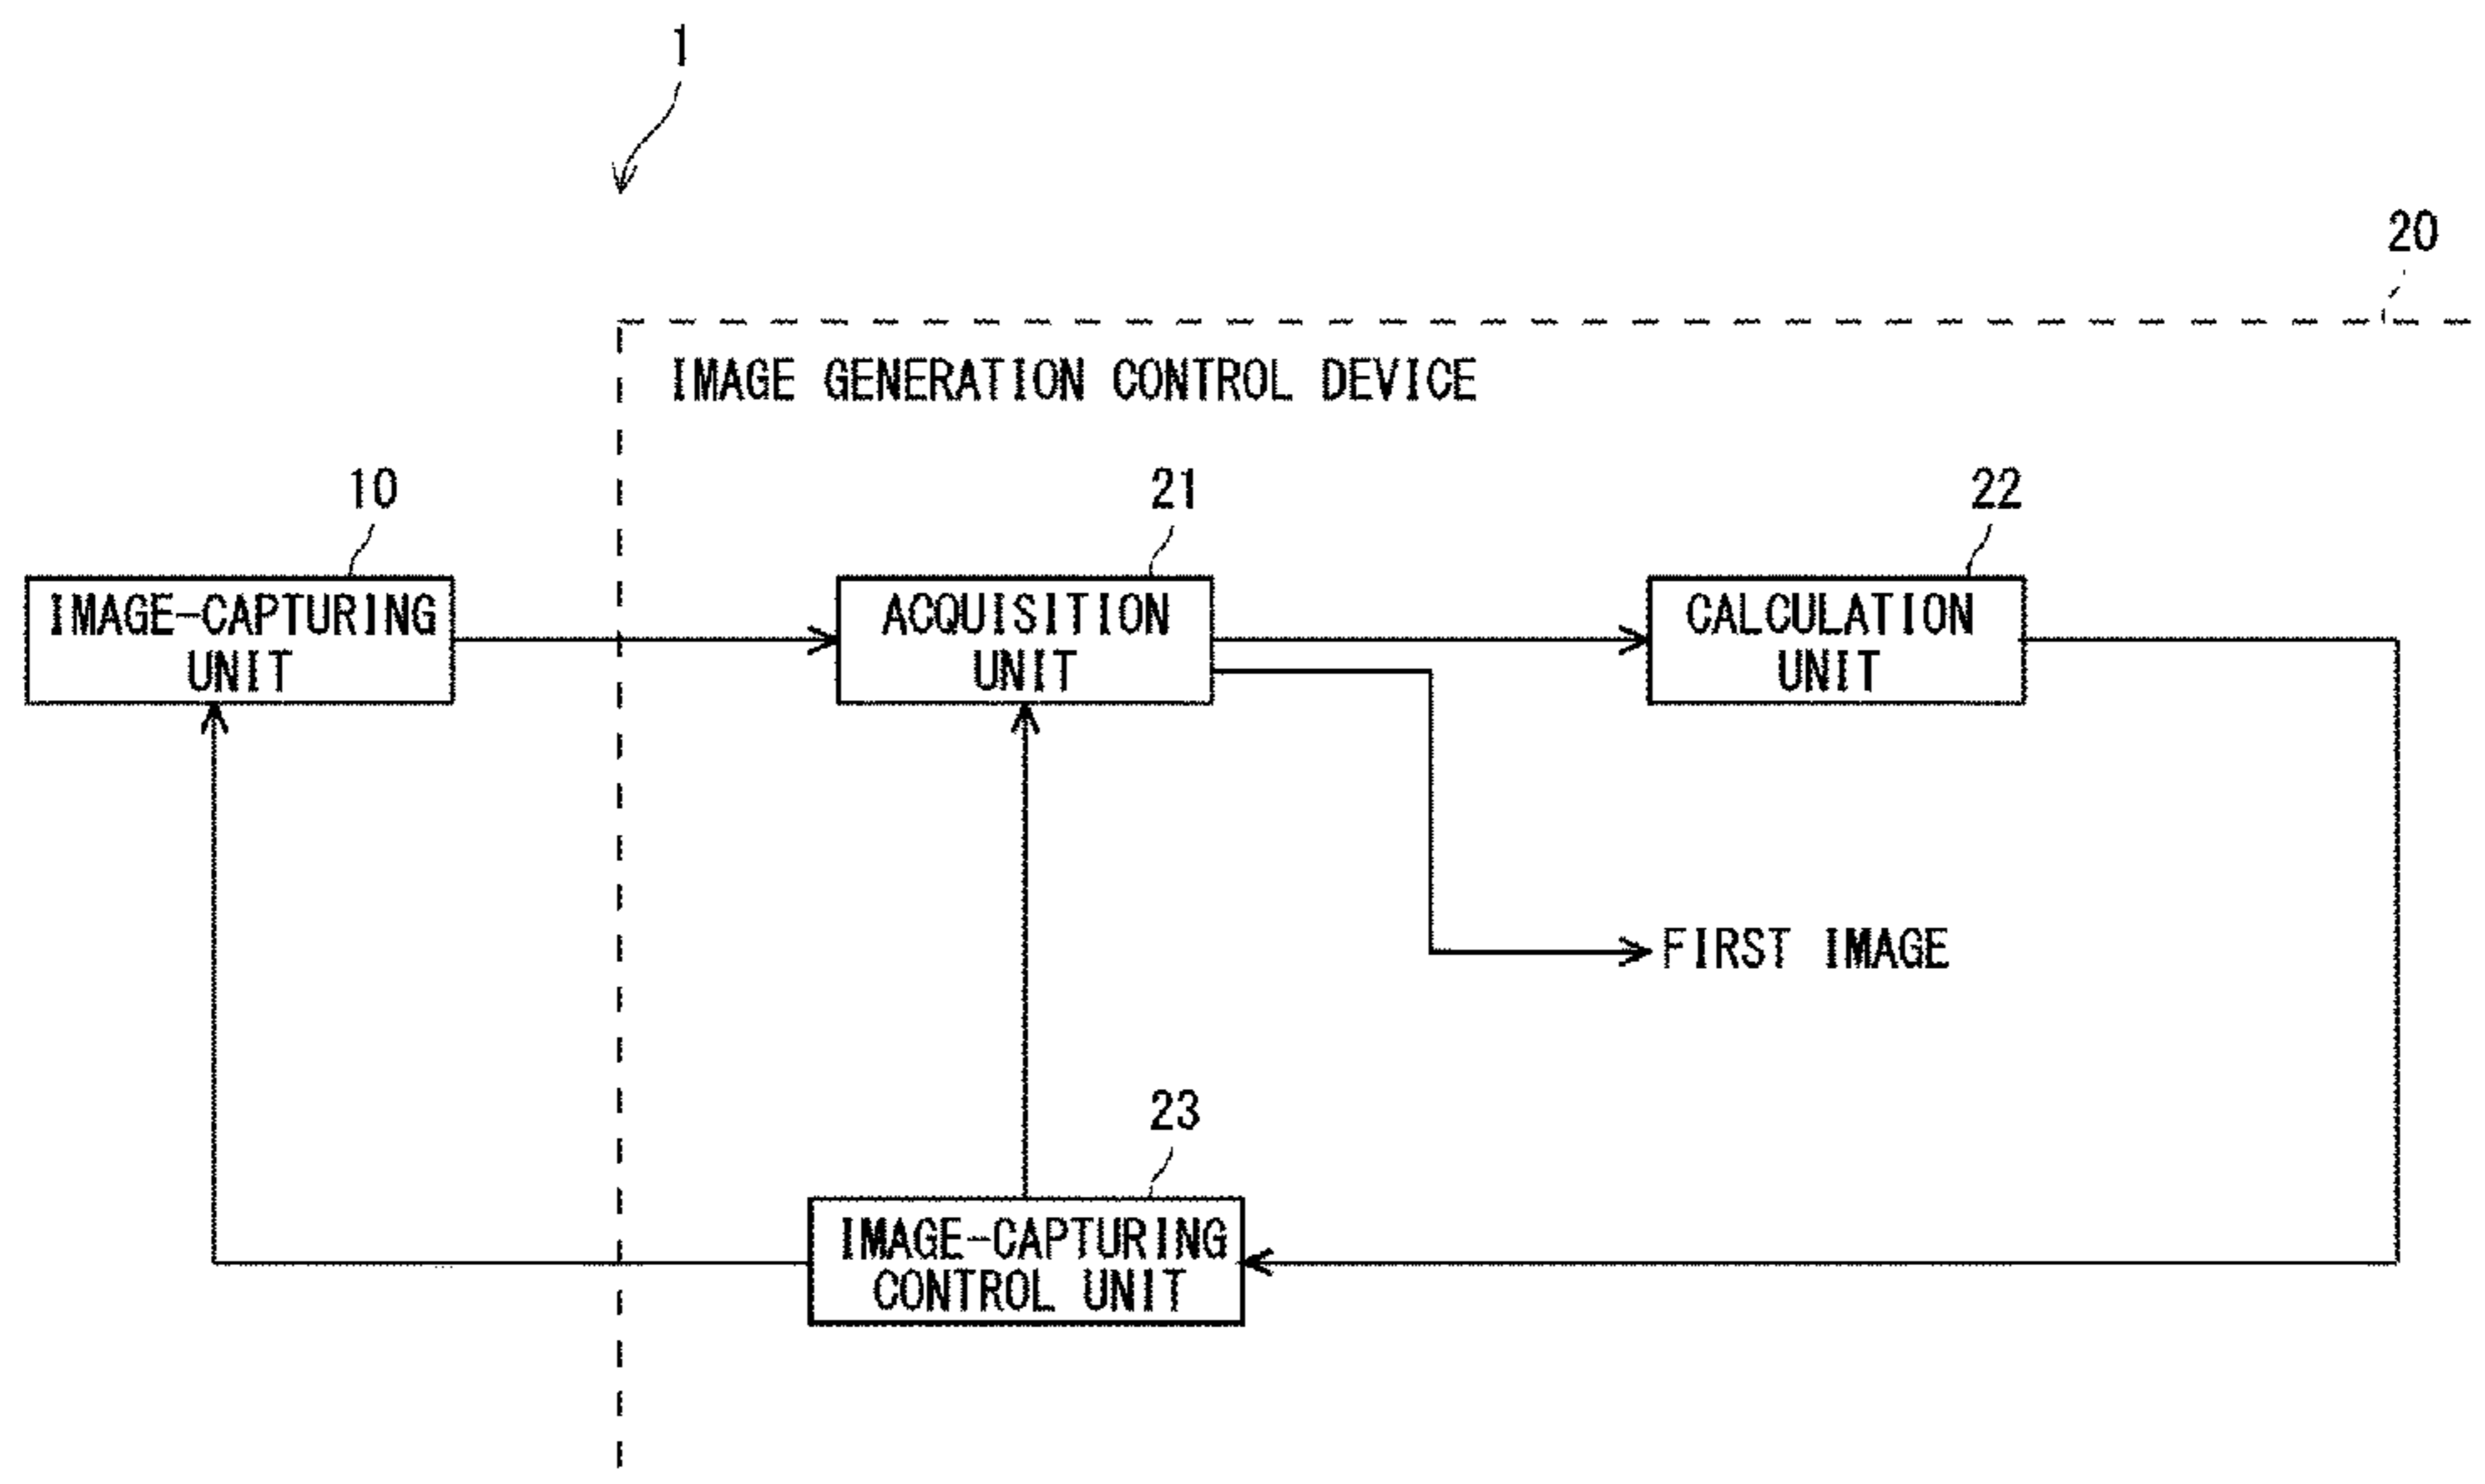 1
20
IMAGE GENERATION CONTROL DEVICE
10
21
22
IMAGE-CAPTURING
UNIT
ACQUISITION
UNIT
CALCULATION
UNIT
FIRST IMAGE
23
IMAGE-CAPTURING
CONTROL UNIT